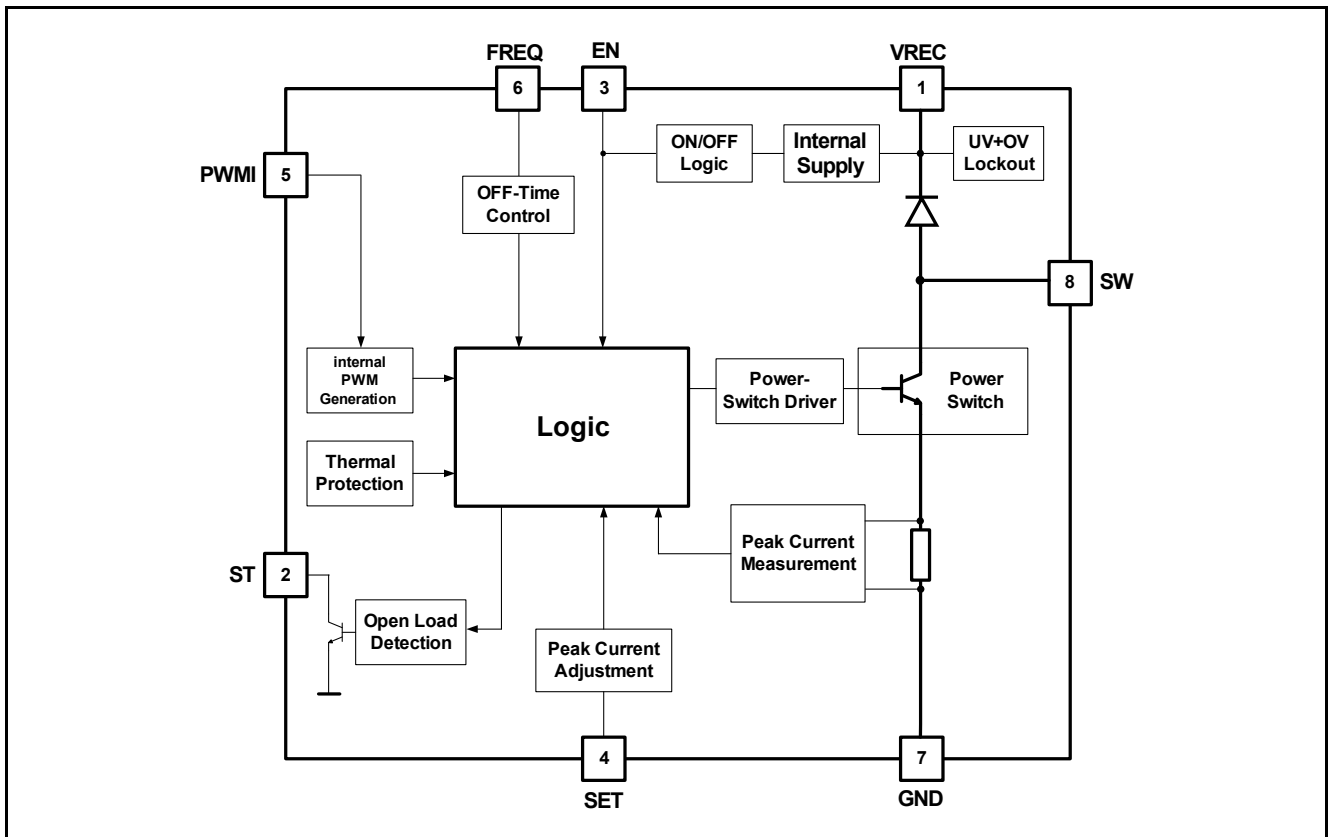 FREQ
EN
VREC
6
3
1
PWMI
5
ON/OFF
Logic
Internal
Supply
UV+OV
Lockout
OFF-Time
Control
8
SW
internal
PWM
Generation
Logic
Power-
Switch Driver
Power
Switch
Thermal
Protection
Peak Current
Measurement
ST
2
Open Load
Detection
Peak Current
Adjustment
4
7
SET
GND